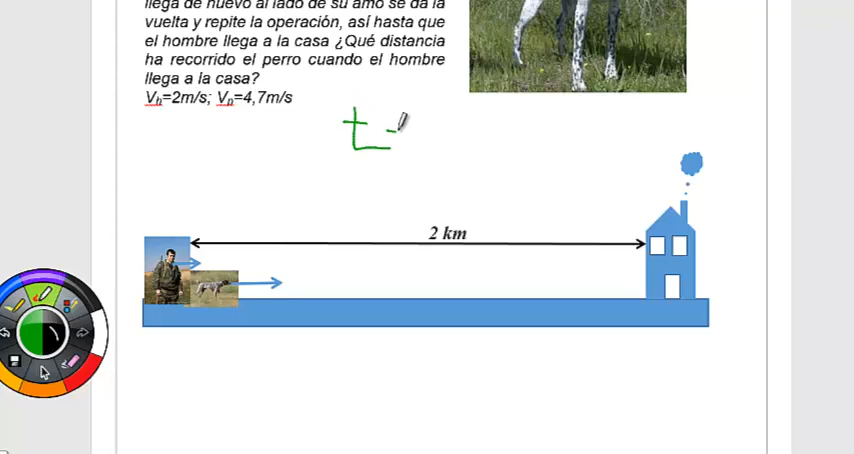 llega de nuevo al lado de su amo se da la
vuelta y repite la operación, así hasta que
el hombre llega a la casa ¿Qué distancia
ha recorrido el perro cuando el hombre
llega a la casa?
Vh=2m/s; Vp=4,7m/s
t=
2 km